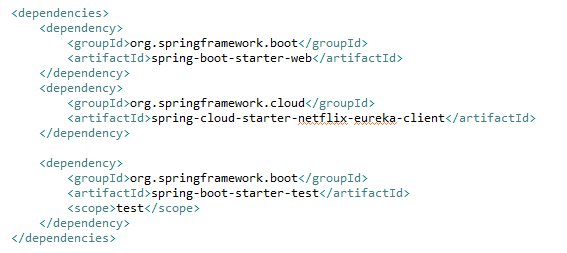 <dependencies>
<dependency>
<groupId>org.springframework.boot</groupId>
<artifactId>spring-boot-starter-web</artifactId>
</dependency>
<dependency>
<groupId>org.springframework.cloud</groupId>
<artifactId>spring-cloud-starter-netflix-eureka-client</artifactId>
</dependency>
<dependency>
<groupId>org.springframework.boot</groupId>
<artifactId>spring-boot-starter-test</artifactId>
<scope>test</scope>
</dependency>
</dependencies>